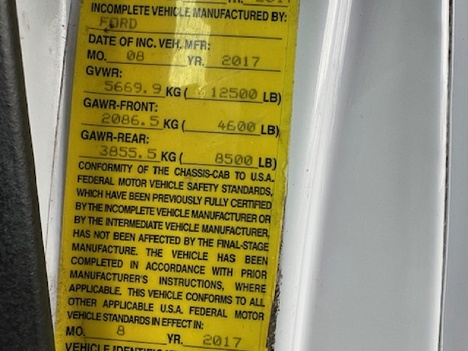 2017
INCOMPLETE VEHICLE MANUFACTURED BY:
FORD
DATE OF INC. VEH. MFR:
MO. 08 YR. 2017
GVWR:
5669.9 KG ( 12500 LB)
GAWR-FRONT:
2086.5 KG ( 4600 LB)
GAWR-REAR:
3855.5 KG ( 8500 LB)
CONFORMITY OF THE CHASSIS-CAB TO U.S.A.
FEDERAL MOTOR VEHICLE SAFETY STANDARDS,
WHICH HAVE BEEN PREVIOUSLY FULLY CERTIFIED
BY THE INCOMPLETE VEHICLE MANUFACTURER OR
BY THE INTERMEDIATE VEHICLE MANUFACTURER,
HAS NOT BEEN AFFECTED BY THE FINAL-STAGE
MANUFACTURE. THE VEHICLE HAS BEEN
COMPLETED IN ACCORDANCE WITH PRIOR
MANUFACTURER'S INSTRUCTIONS, WHERE
APPLICABLE. THIS VEHICLE CONFORMS TO ALL
OTHER APPLICABLE U.S.A. FEDERAL MOTOR
VEHICLE STANDARDS IN EFFECT IN:
MO. 8 YR. 2017